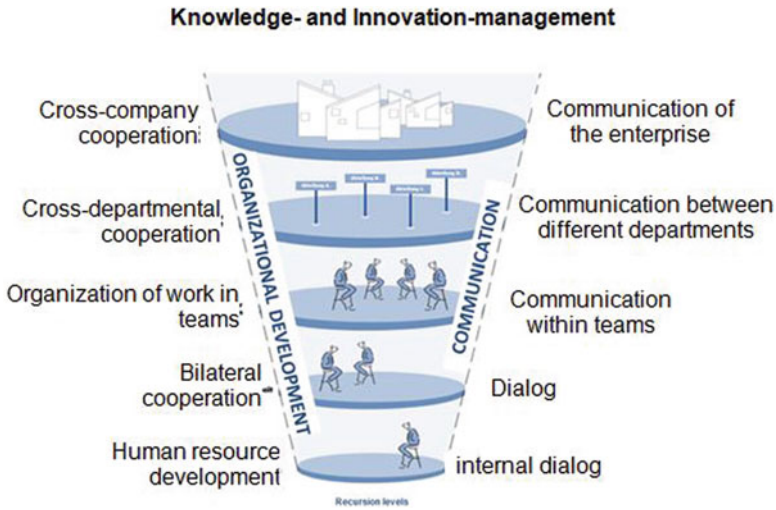 Knowledge- and Innovation-management
Cross-company
cooperation
Communication of
the enterprise
Cross-departmental
cooperation
Communication between
different departments
Organization of work in
teams
Communication
within teams
Bilateral
cooperation
Dialog
Human resource
development
internal dialog
ORGANIZATIONAL DEVELOPMENT
COMMUNICATION
Recursion levels